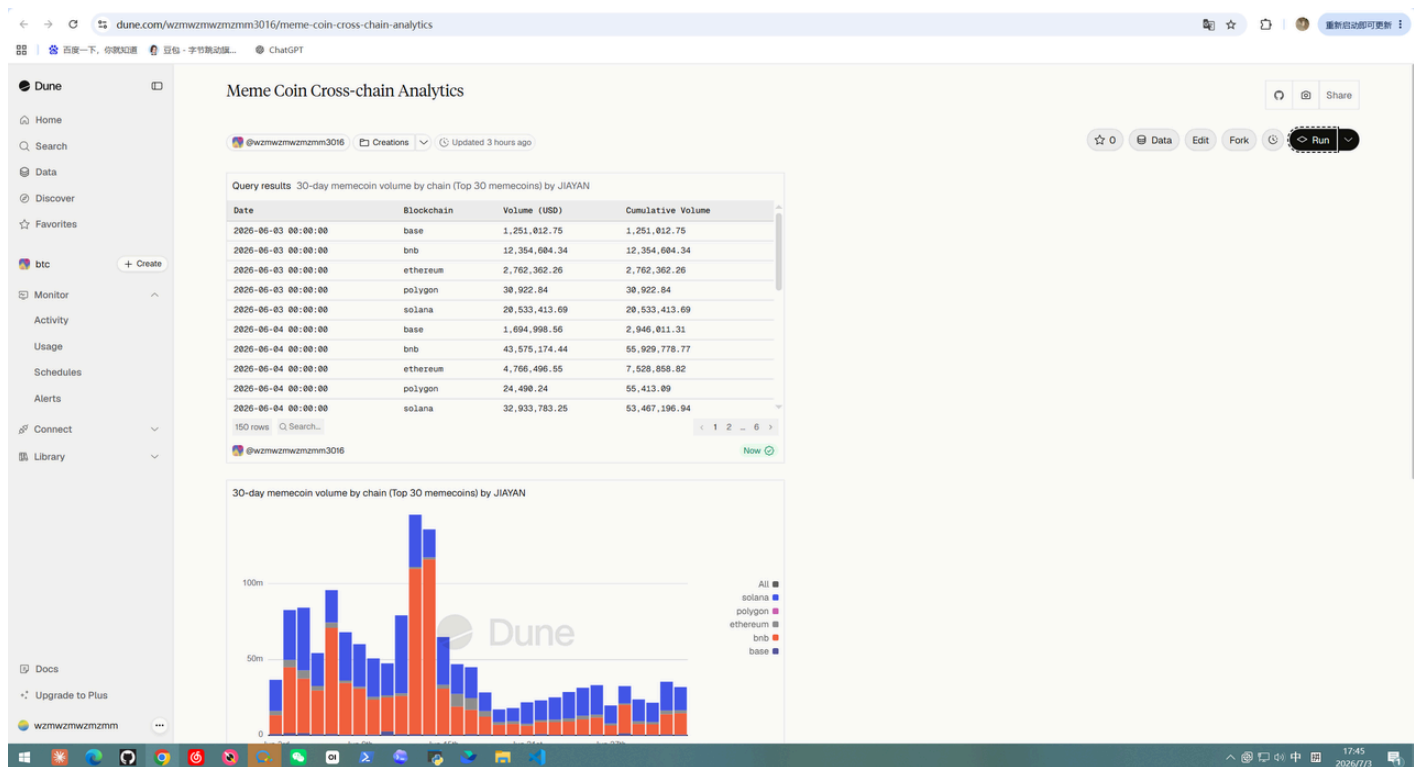 dune.com/wzmwzmwzmzmm3016/meme-coin-cross-chain-analytics
重新启动即可更新
百度一下，你就知道 豆包 - 字节跳动旗... ChatGPT
Dune
Home
Search
Data
Discover
Favorites
btc + Create
Monitor
Activity
Usage
Schedules
Alerts
Connect
Library
Docs
Upgrade to Plus
wzmwzmwzmzmm
Meme Coin Cross-chain Analytics
Share
@wzmwzmwzmzmm3016 Creations Updated 3 hours ago
0 Data Edit Fork Run
Query results 30-day memecoin volume by chain (Top 30 memecoins) by JIAYAN
Date Blockchain Volume (USD) Cumulative Volume
2026-06-03 00:00:00 base 1,251,012.75 1,251,012.75
2026-06-03 00:00:00 bnb 12,354,604.34 12,354,604.34
2026-06-03 00:00:00 ethereum 2,762,362.26 2,762,362.26
2026-06-03 00:00:00 polygon 30,922.84 30,922.84
2026-06-03 00:00:00 solana 20,533,413.69 20,533,413.69
2026-06-04 00:00:00 base 1,694,998.56 2,946,011.31
2026-06-04 00:00:00 bnb 43,575,174.44 55,929,778.77
2026-06-04 00:00:00 ethereum 4,766,496.55 7,528,858.82
2026-06-04 00:00:00 polygon 24,490.24 55,413.09
2026-06-04 00:00:00 solana 32,933,783.25 53,467,196.94
150 rows Search... 1 2 … 6
@wzmwzmwzmzmm3016 Now
30-day memecoin volume by chain (Top 30 memecoins) by JIAYAN
100m
50m
0
Dune
All
solana
polygon
ethereum
bnb
base
中 拼 17:45
2026/7/3